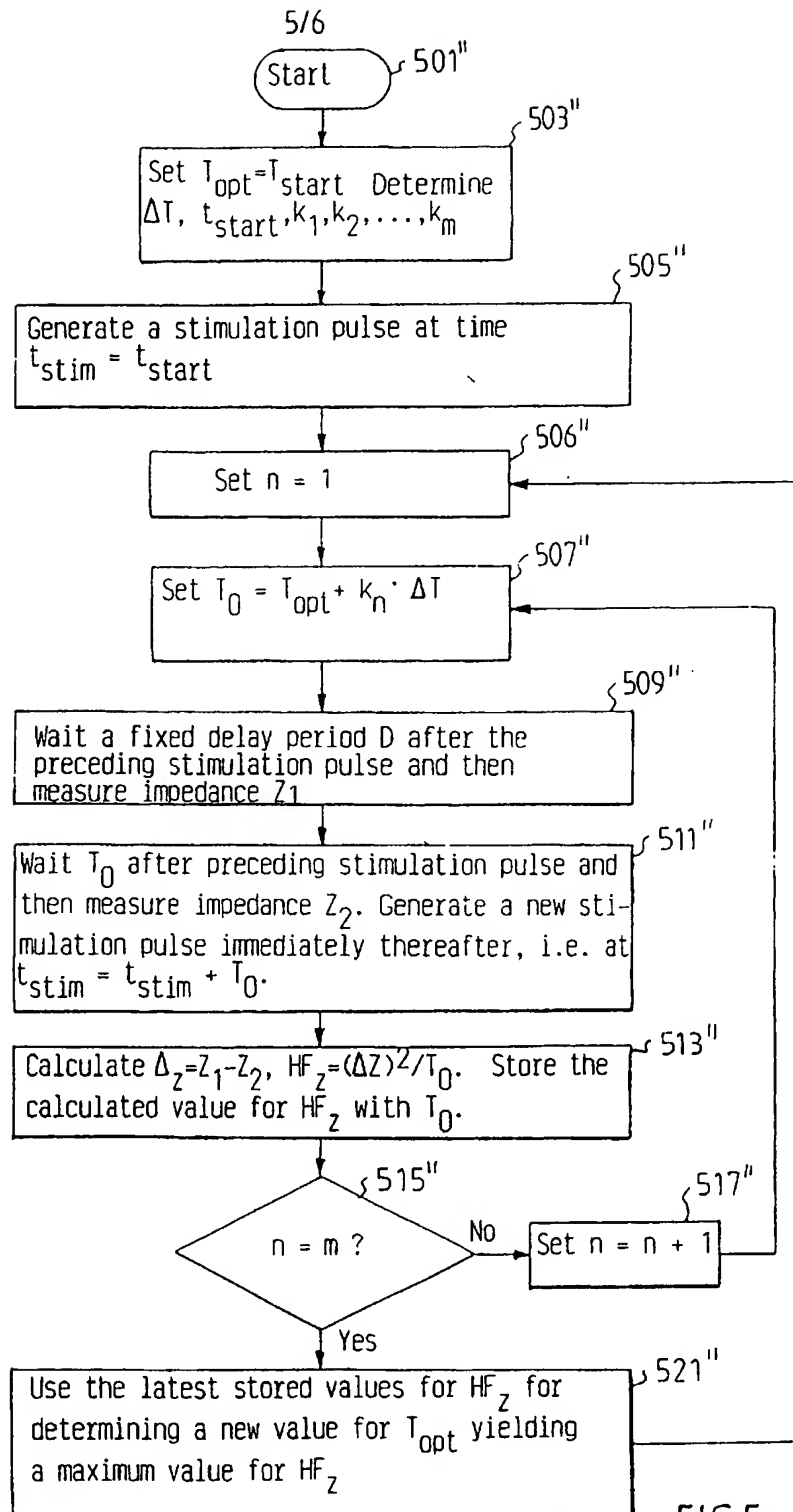 5/6
Start
501"
503"
Set T_opt=T_start Determine
ΔT, t_start,k_1,k_2,...,k_m
505"
Generate a stimulation pulse at time
t_stim = t_start
506"
Set n = 1
507"
Set T_0 = T_opt+ k_n· ΔT
509"
Wait a fixed delay period D after the
preceding stimulation pulse and then
measure impedance Z_1
511"
Wait T_0 after preceding stimulation pulse and
then measure impedance Z_2. Generate a new sti-
mulation pulse immediately thereafter, i.e. at
t_stim = t_stim + T_0.
513"
Calculate Δ_z=Z_1-Z_2, HF_z=(ΔZ)²/T_0. Store the
calculated value for HF_z with T_0.
515"
n = m ?
No
517"
Set n = n + 1
Yes
521"
Use the latest stored values for HF_z for
determining a new value for T_opt yielding
a maximum value for HF_z